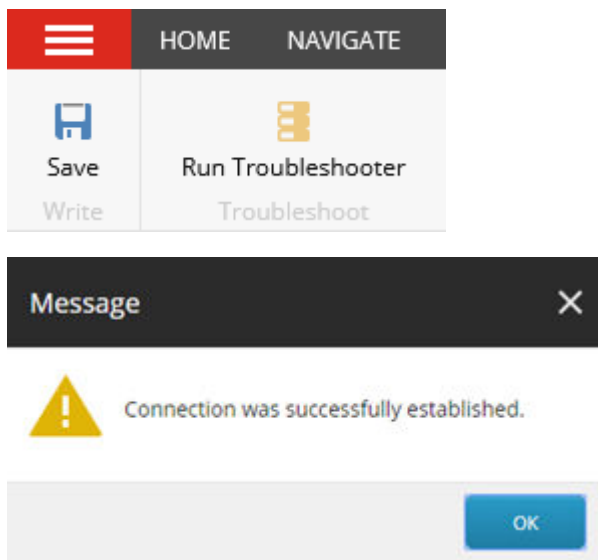 HOME NAVIGATE
Save Run Troubleshooter
Write Troubleshoot
Message
Connection was successfully established.
OK